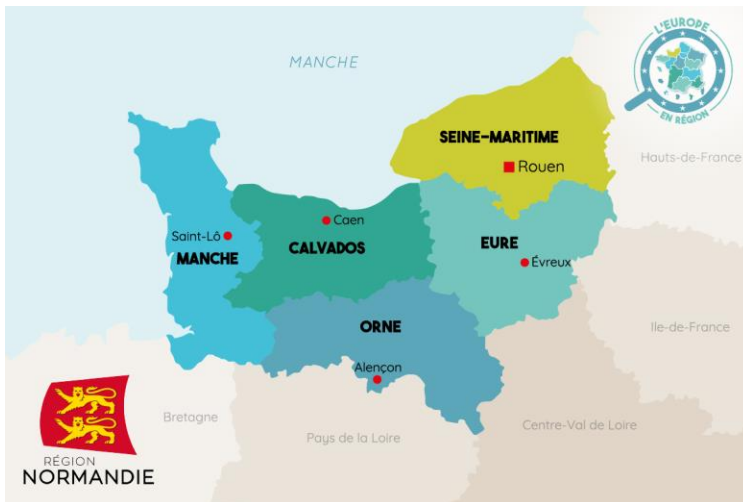 L'EUROPE
EN RÉGION
MANCHE
SEINE-MARITIME
Rouen
Hauts-de-France
Saint-Lô
MANCHE
Caen
CALVADOS
EURE
Évreux
ORNE
Alençon
Ile-de-France
Bretagne
Pays de la Loire
Centre-Val de Loire
RÉGION
NORMANDIE